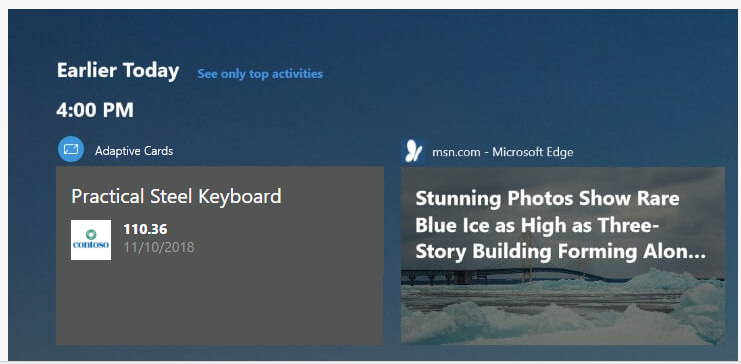 Earlier Today See only top activities
4:00 PM
Adaptive Cards
Practical Steel Keyboard
contoso
110.36
11/10/2018
msn.com - Microsoft Edge
Stunning Photos Show Rare
Blue Ice as High as Three-
Story Building Forming Alon...